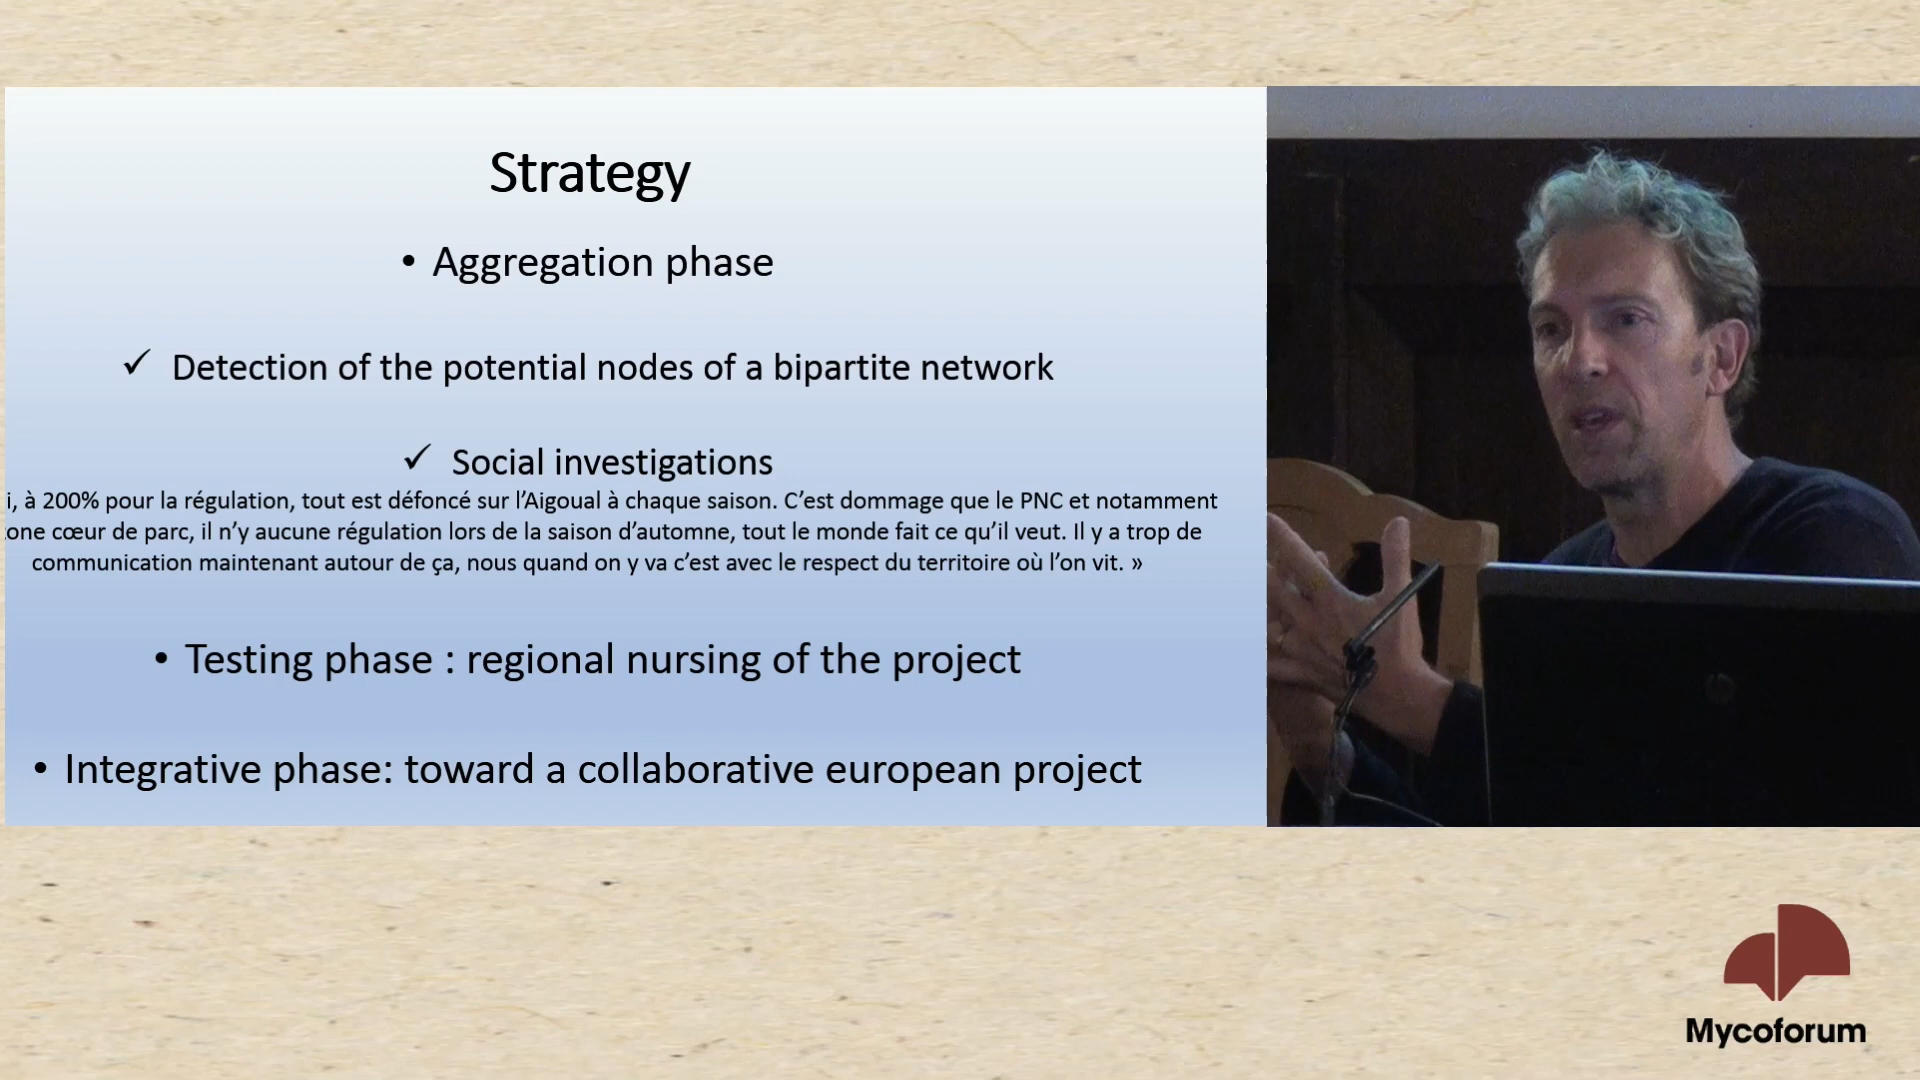 Strategy
• Aggregation phase
✓ Detection of the potential nodes of a bipartite network
✓ Social investigations
i, à 200% pour la régulation, tout est défoncé sur l’Aigoual à chaque saison. C’est dommage que le PNC et notamment
one cœur de parc, il n’y aucune régulation lors de la saison d’automne, tout le monde fait ce qu’il veut. Il y a trop de
communication maintenant autour de ça, nous quand on y va c’est avec le respect du territoire où l’on vit. »
• Testing phase : regional nursing of the project
• Integrative phase: toward a collaborative european project
Mycoforum